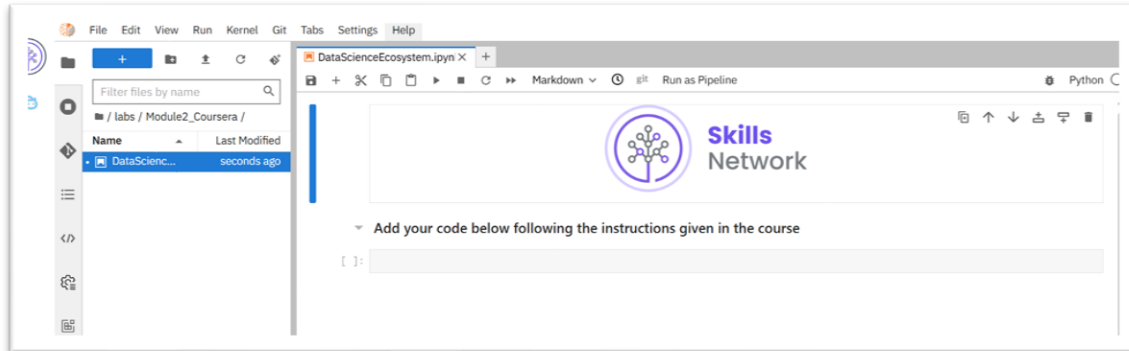 File Edit View Run Kernel Git Tabs Settings Help
+
Filter files by name
/ labs / Module2_Coursera /
Name Last Modified
DataScienc... seconds ago
DataScienceEcosystem.ipyn × +
Markdown git Run as Pipeline Python
Skills
Network
Add your code below following the instructions given in the course
[ ]: